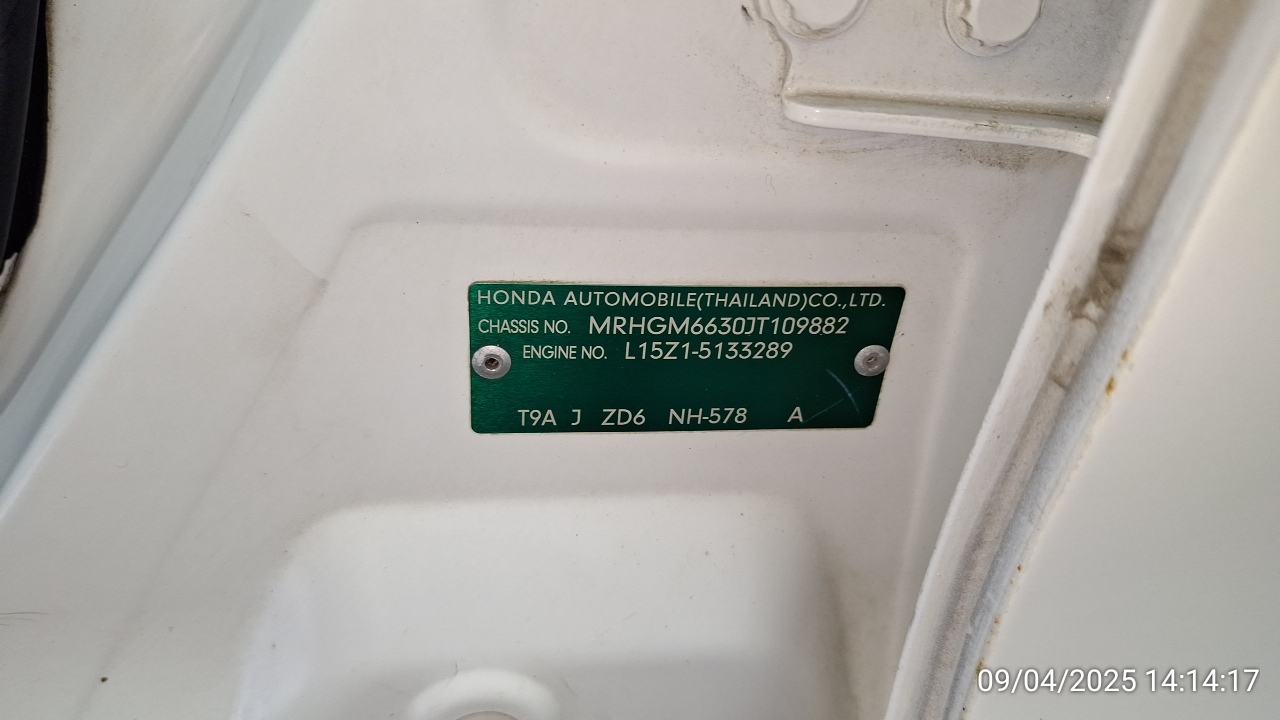 HONDA AUTOMOBILE(THAILAND)CO.,LTD.
CHASSIS NO. MRHGM6630JT109882
ENGINE NO. L15Z1-5133289
T9A J ZD6 NH-578 A
09/04/2025 14:14:17